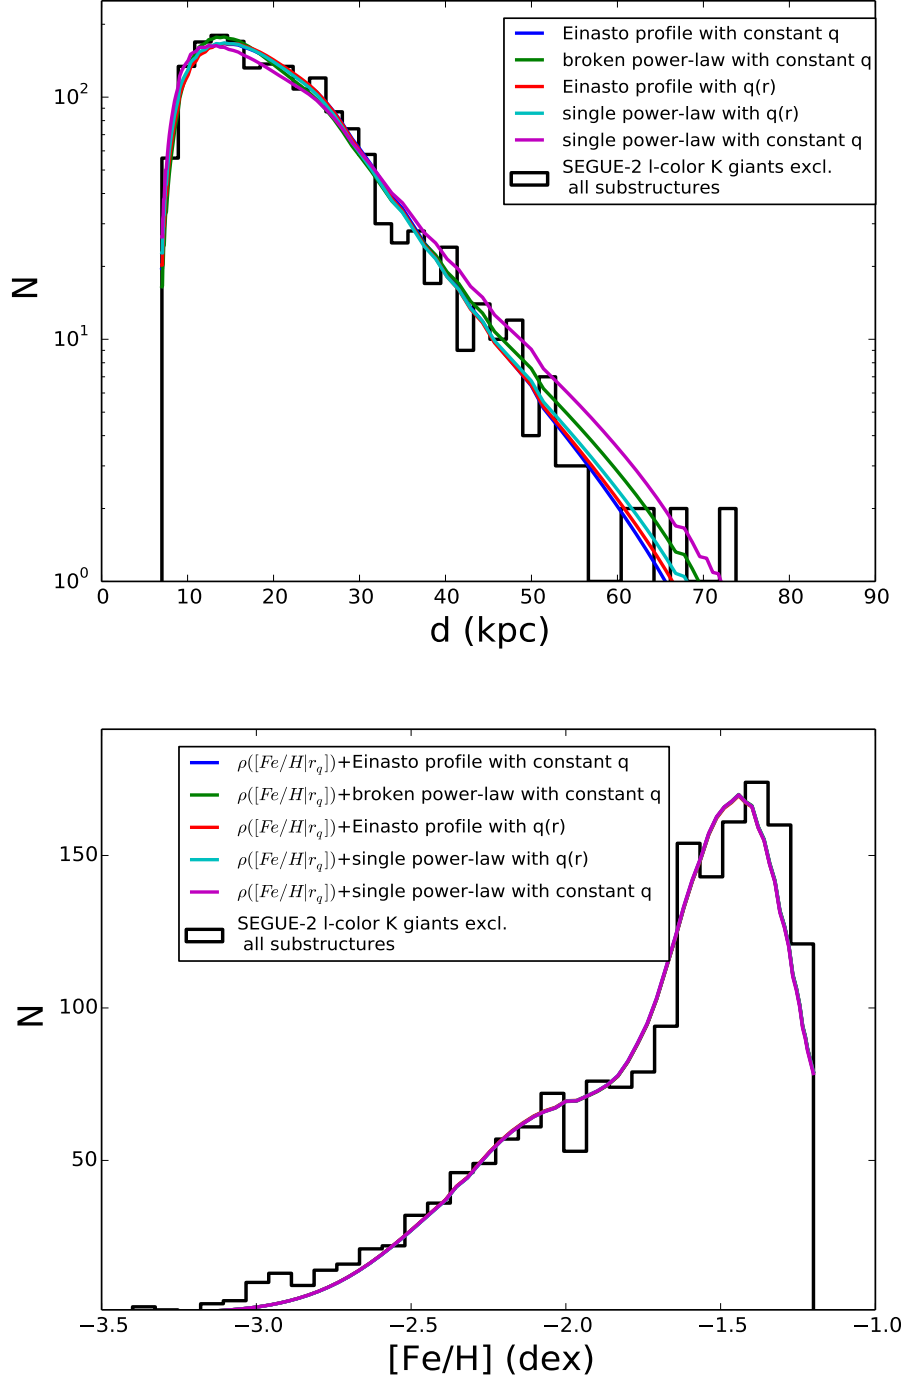 Einasto profile with constant q
broken power-law with constant q
Einasto profile with q(r)
single power-law with q(r)
single power-law with constant q
SEGUE-2 l-color K giants excl.
all substructures
10²
10¹
10⁰
N
0 10 20 30 40 50 60 70 80 90
d (kpc)
ρ([Fe/H|r_q])+Einasto profile with constant q
ρ([Fe/H|r_q])+broken power-law with constant q
ρ([Fe/H|r_q])+Einasto profile with q(r)
ρ([Fe/H|r_q])+single power-law with q(r)
ρ([Fe/H|r_q])+single power-law with constant q
SEGUE-2 l-color K giants excl.
all substructures
150
100
50
N
−3.5 −3.0 −2.5 −2.0 −1.5 −1.0
[Fe/H] (dex)